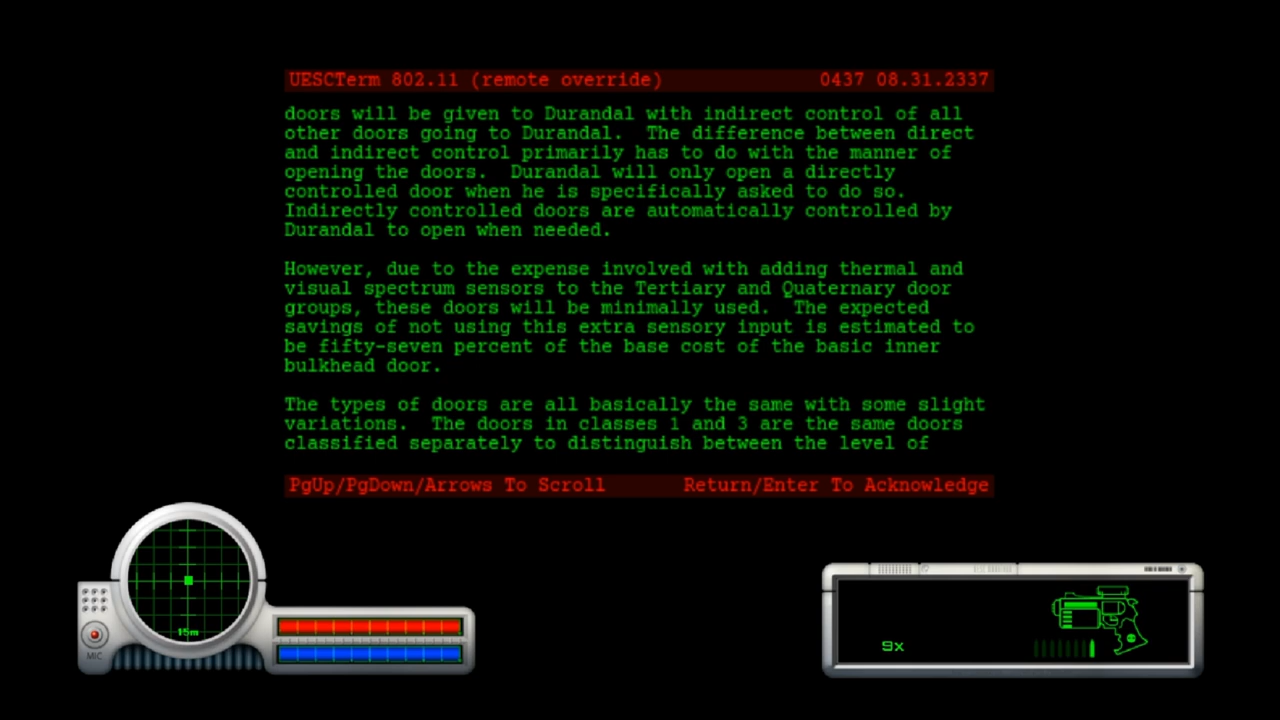 UESCTerm 802.11 (remote override) 0437 08.31.2337
doors will be given to Durandal with indirect control of all
other doors going to Durandal.  The difference between direct
and indirect control primarily has to do with the manner of
opening the doors.  Durandal will only open a directly
controlled door when he is specifically asked to do so.
Indirectly controlled doors are automatically controlled by
Durandal to open when needed.
However, due to the expense involved with adding thermal and
visual spectrum sensors to the Tertiary and Quaternary door
groups, these doors will be minimally used.  The expected
savings of not using this extra sensory input is estimated to
be fifty-seven percent of the base cost of the basic inner
bulkhead door.
The types of doors are all basically the same with some slight
variations.  The doors in classes 1 and 3 are the same doors
classified separately to distinguish between the level of
PgUp/PgDown/Arrows To Scroll Return/Enter To Acknowledge
15m
MIC
9x